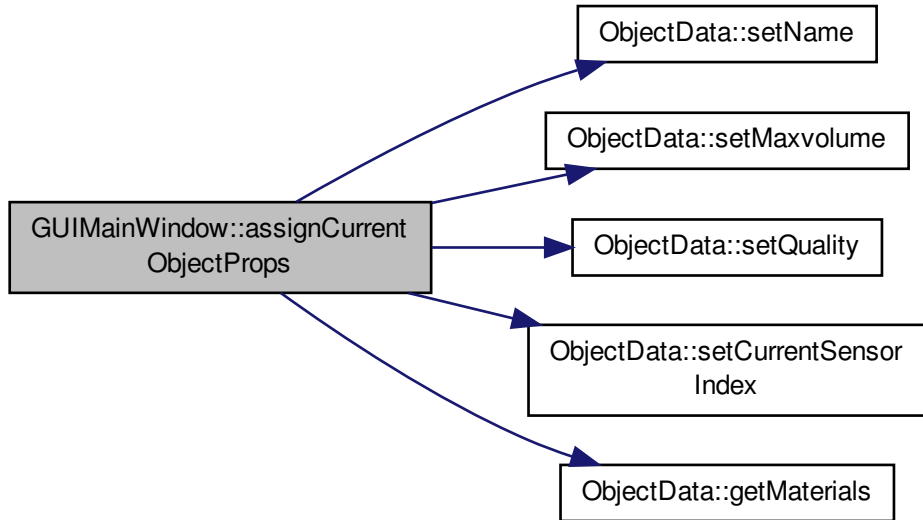 ObjectData::setName
ObjectData::setMaxvolume
GUIMainWindow::assignCurrent
ObjectProps
ObjectData::setQuality
ObjectData::setCurrentSensor
Index
ObjectData::getMaterials